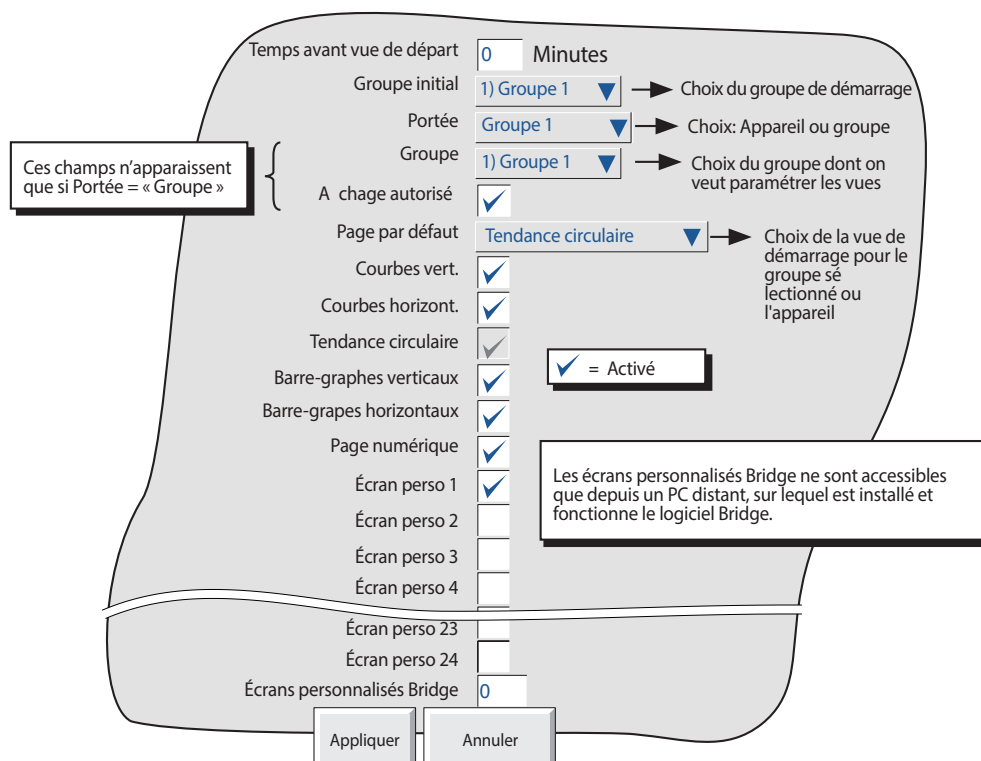 Temps avant vue de départ 0 Minutes
Groupe initial 1) Groupe 1 Choix du groupe de démarrage
Portée Groupe 1 Choix: Appareil ou groupe
Ces champs n'apparaissent
que si Portée = « Groupe »
Groupe 1) Groupe 1 Choix du groupe dont on
veut paramétrer les vues
A chage autorisé
Page par défaut Tendance circulaire Choix de la vue de
démarrage pour le
groupe sé
lectionné ou
l'appareil
Courbes vert.
Courbes horizont.
Tendance circulaire
= Activé
Barre-graphes verticaux
Barre-grapes horizontaux
Page numérique
Les écrans personnalisés Bridge ne sont accessibles
que depuis un PC distant, sur lequel est installé et
fonctionne le logiciel Bridge.
Écran perso 1
Écran perso 2
Écran perso 3
Écran perso 4
Écran perso 23
Écran perso 24
Écrans personnalisés Bridge 0
Appliquer Annuler